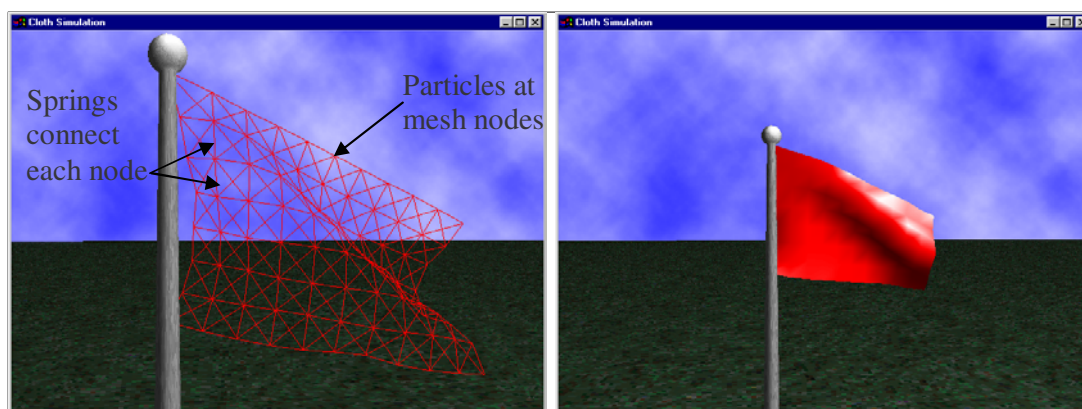 Cloth Simulation
Springs
connect
each node
Particles at
mesh nodes
Cloth Simulation